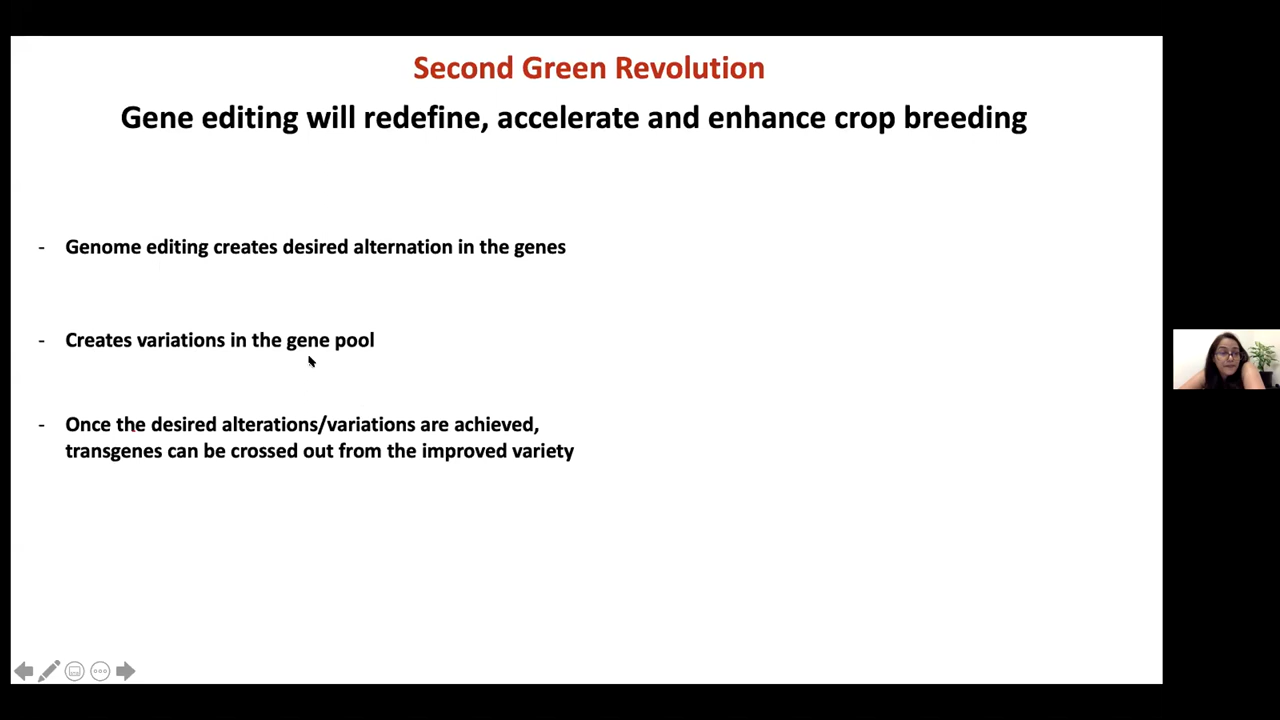 Second Green Revolution
Gene editing will redefine, accelerate and enhance crop breeding
- Genome editing creates desired alternation in the genes
- Creates variations in the gene pool
- Once the desired alterations/variations are achieved,
transgenes can be crossed out from the improved variety